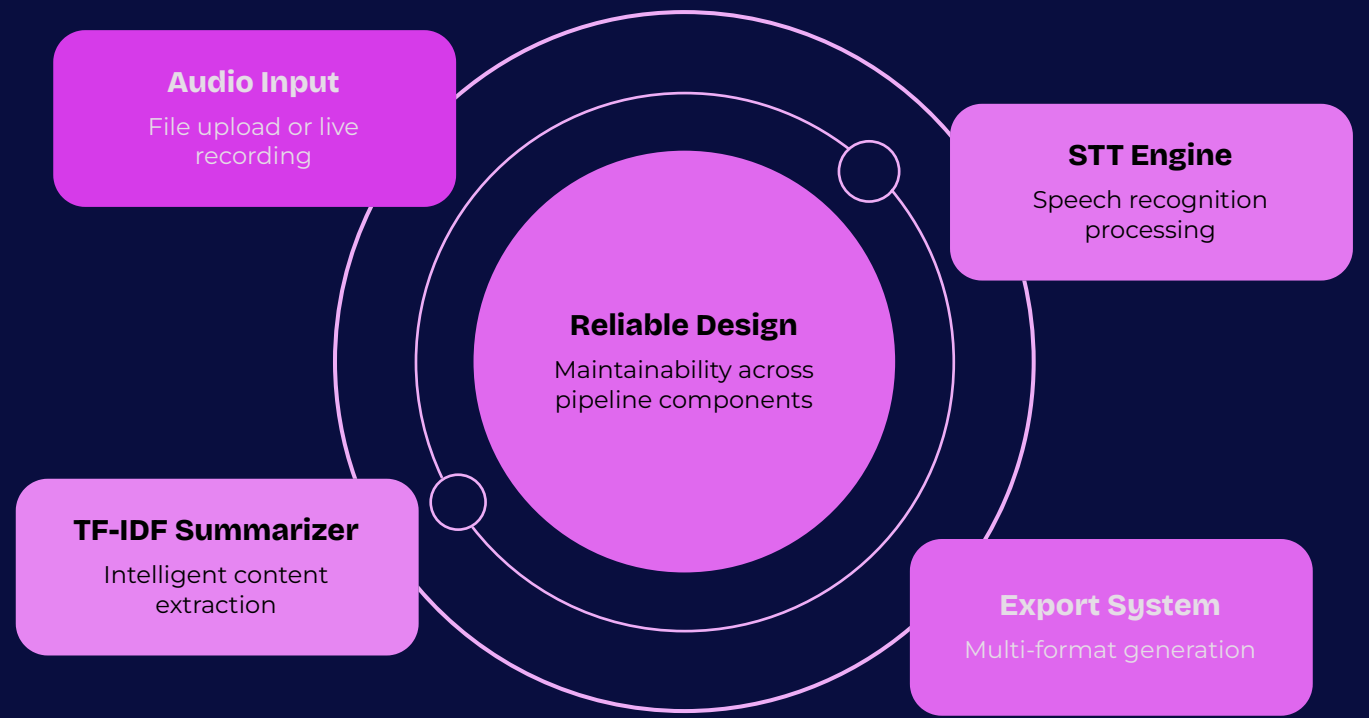 Audio Input
File upload or live
recording
STT Engine
Speech recognition
processing
Reliable Design
Maintainability across
pipeline components
TF-IDF Summarizer
Intelligent content
extraction
Export System
Multi-format generation